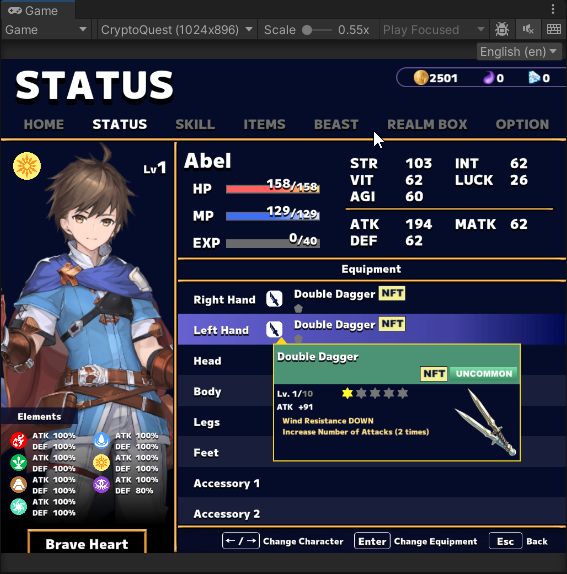 Game
Game CryptoQuest (1024x896) Scale 0.55x Play Focused
English (en)
STATUS
2501 0 0
HOME STATUS SKILL ITEMS BEAST REALM BOX OPTION
Lv1
Abel
HP 158/158
MP 129/129
EXP 0/40
STR 103 INT 62
VIT 62 LUCK 26
AGI 60
ATK 194 MATK 62
DEF 62
Equipment
Right Hand Double Dagger NFT
Left Hand Double Dagger NFT
Head
Body
Legs
Feet
Accessory 1
Accessory 2
Double Dagger
NFT UNCOMMON
Lv. 1/10
ATK +91
Wind Resistance DOWN
Increase Number of Attacks (2 times)
Elements
ATK 100% ATK 100%
DEF 100% DEF 100%
ATK 100% ATK 100%
DEF 100% DEF 100%
ATK 100% ATK 100%
DEF 100% DEF 80%
ATK 100%
DEF 100%
Brave Heart
←/→ Change Character Enter Change Equipment Esc Back